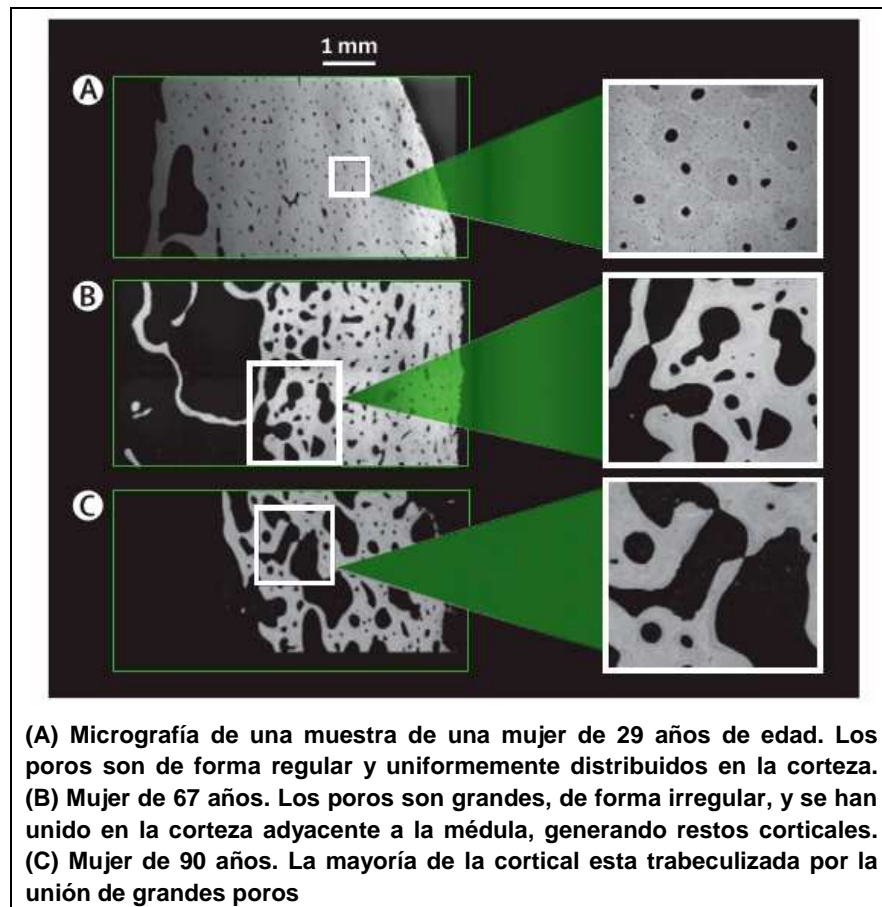 1 mm
A
B
C
(A) Micrografía de una muestra de una mujer de 29 años de edad. Los
poros son de forma regular y uniformemente distribuidos en la corteza.
(B) Mujer de 67 años. Los poros son grandes, de forma irregular, y se han
unido en la corteza adyacente a la médula, generando restos corticales.
(C) Mujer de 90 años. La mayoría de la cortical esta trabeculizada por la
unión de grandes poros